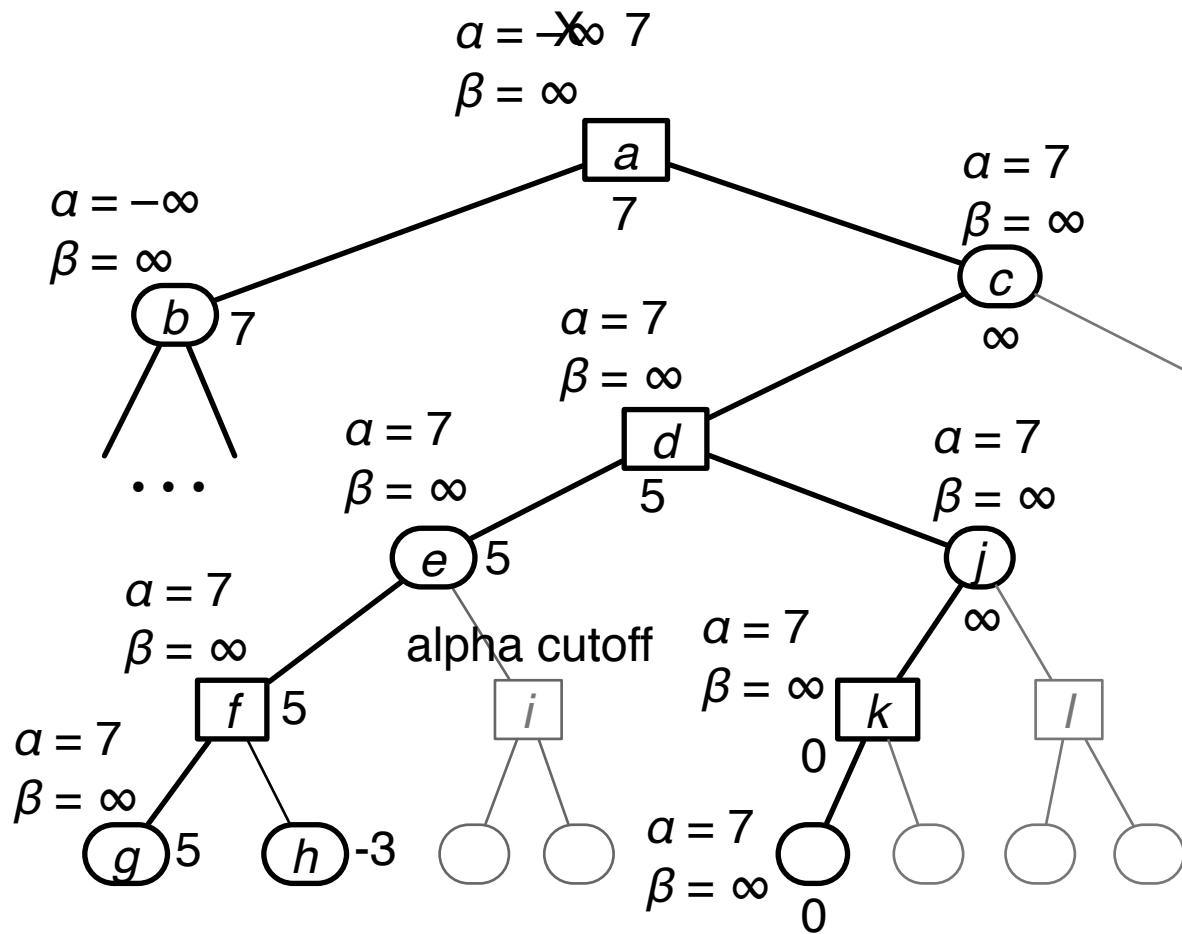 α = –∞ X 7
β = ∞
a
7
α = 7
β = ∞
c
∞
α = –∞
β = ∞
b
7
...
α = 7
β = ∞
d
5
α = 7
β = ∞
e
5
α = 7
β = ∞
j
∞
alpha cutoff
α = 7
β = ∞
f
5
i
α = 7
β = ∞
k
0
l
α = 7
β = ∞
g
5
h
-3
α = 7
β = ∞
0